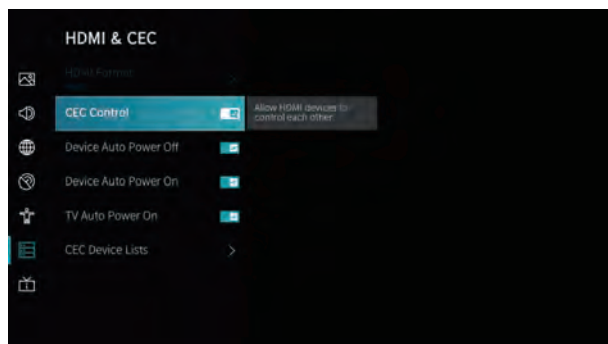 HDMI & CEC
HDMI Format
CEC Control
Allow HDMI devices to
control each other
Device Auto Power Off
Device Auto Power On
TV Auto Power On
CEC Device Lists